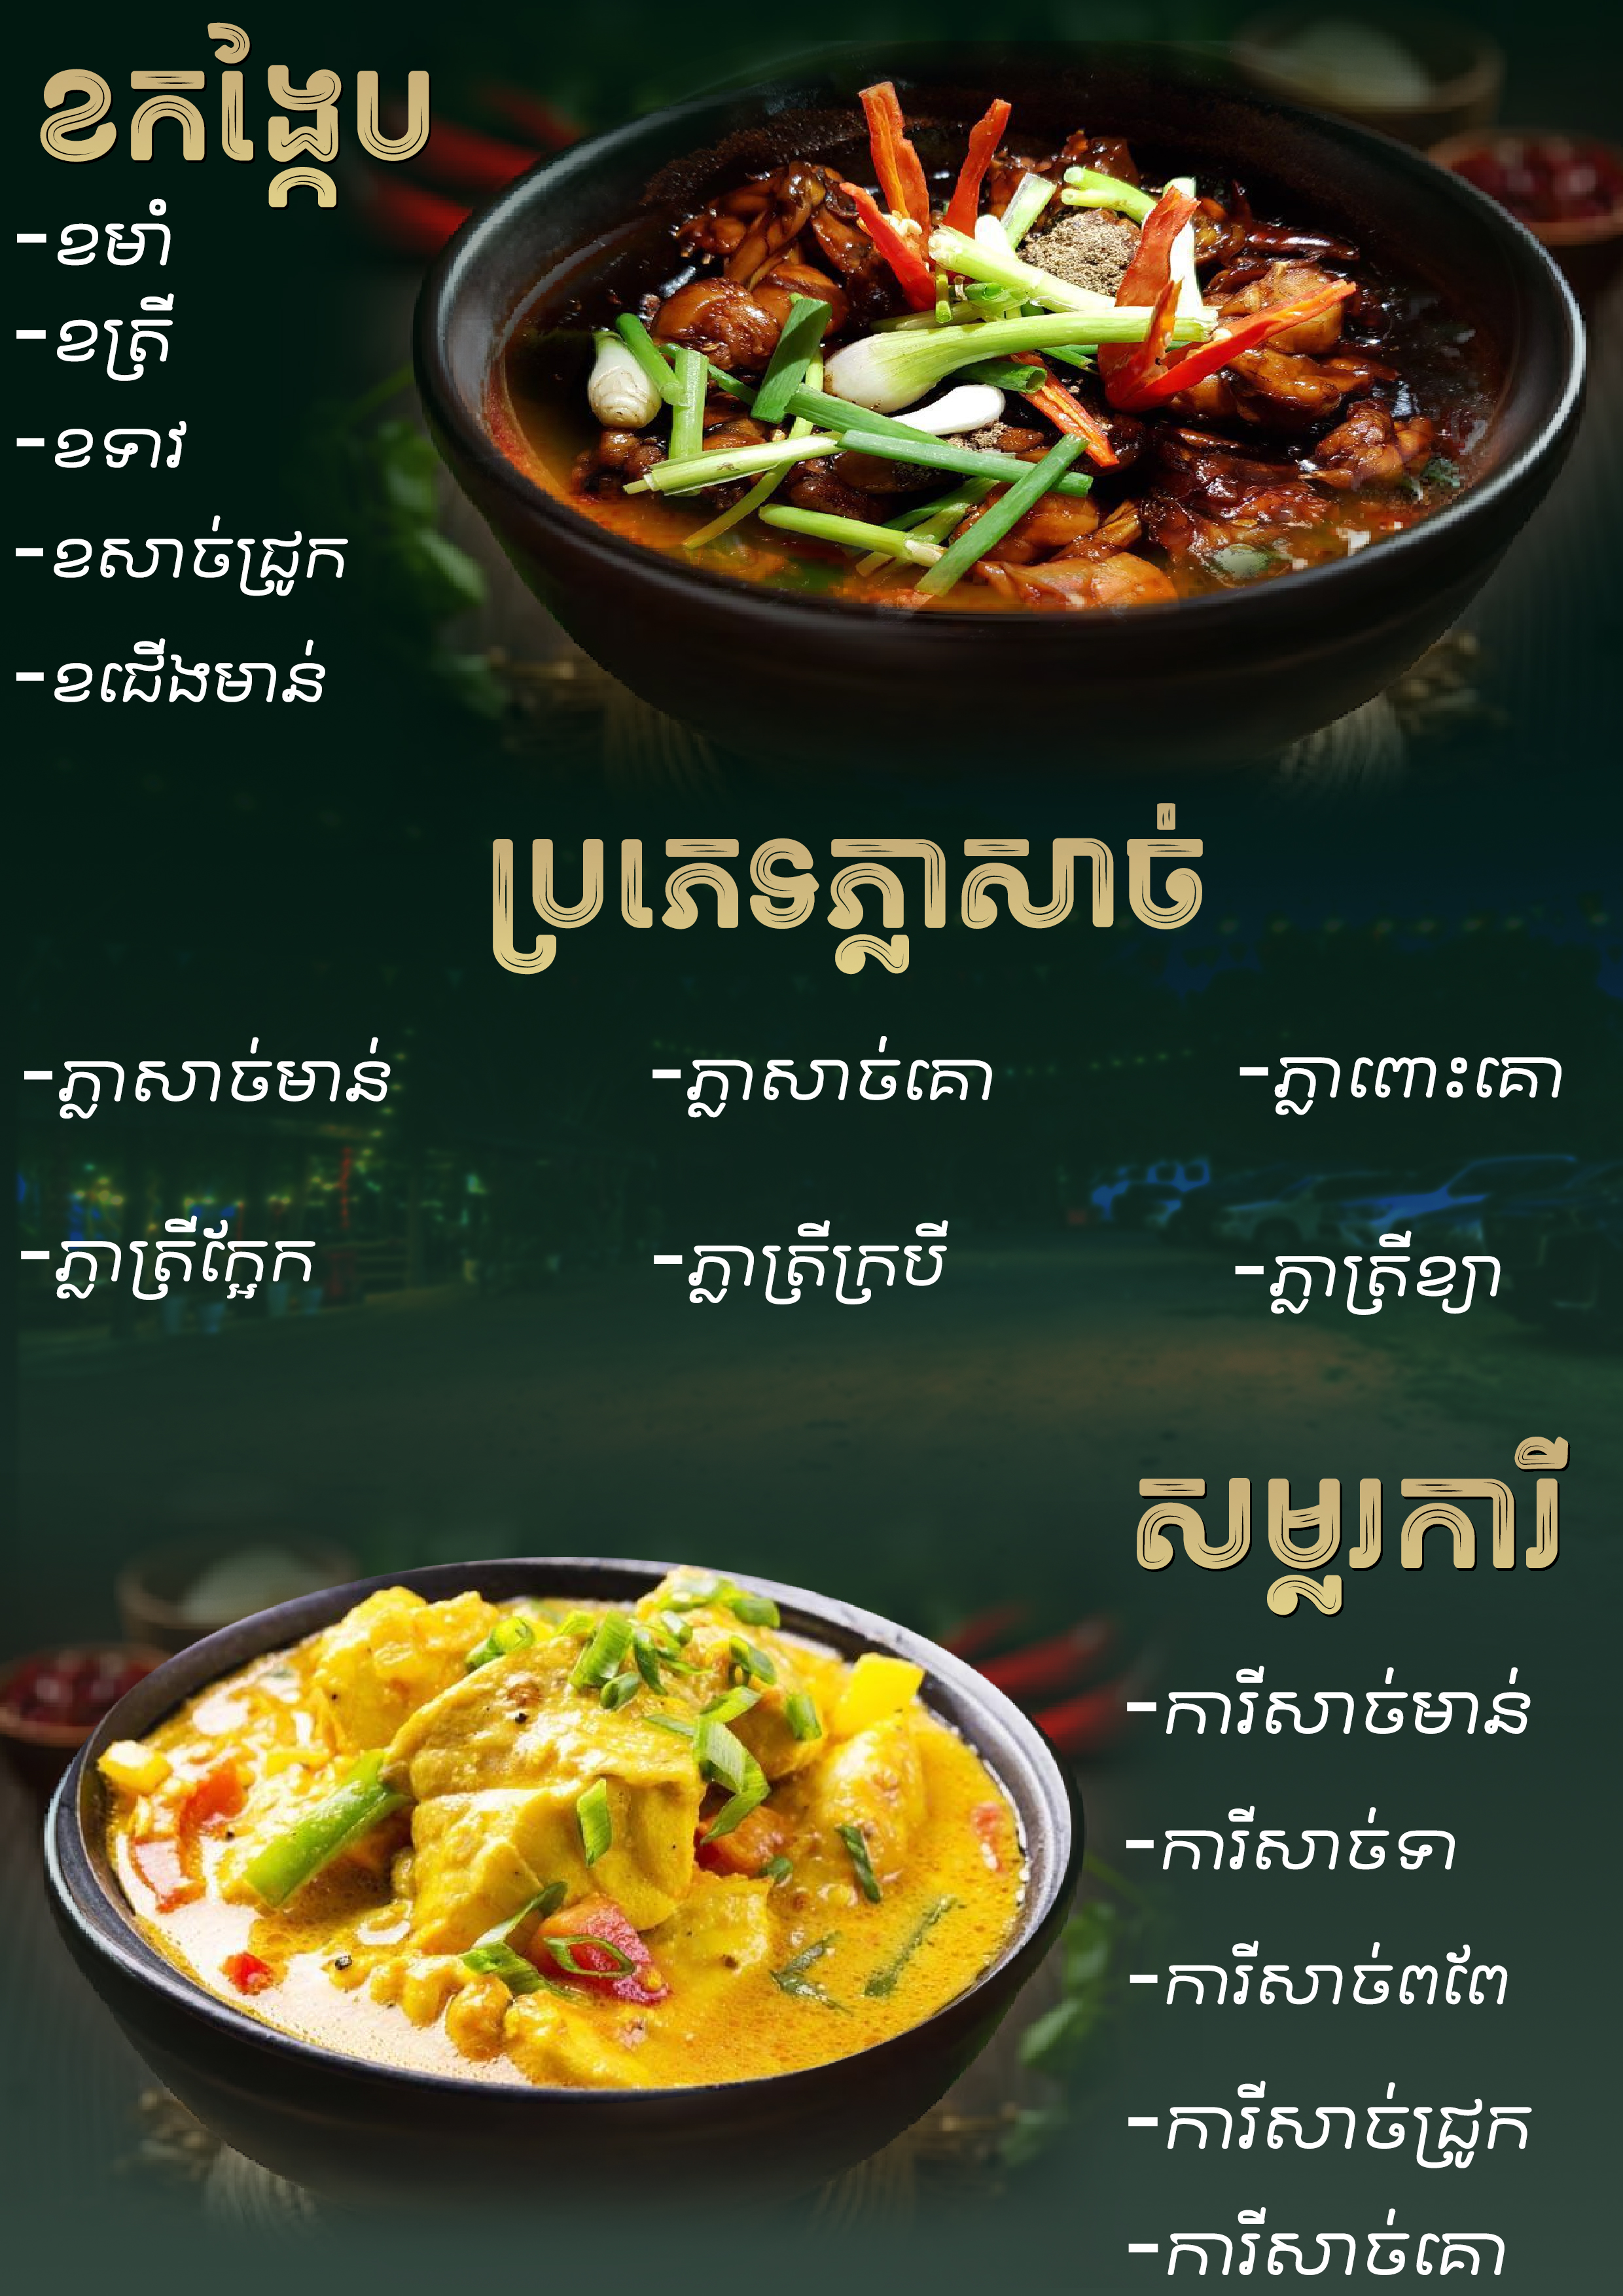 ខកង្កែប
-ខមាំ
-ខត្រី
-ខទាវ
-ខសាច់ជ្រូក
-ខជើងមាន់
ប្រភេទភ្លាសាច់
-ភ្លាសាច់មាន់ -ភ្លាសាច់គោ -ភ្លាពោះគោ
-ភ្លាត្រីក្អែក -ភ្លាត្រីក្របី -ភ្លាត្រីខ្យា
សម្លរការី
-ការីសាច់មាន់
-ការីសាច់ទា
-ការីសាច់ពពែ
-ការីសាច់ជ្រូក
-ការីសាច់គោ